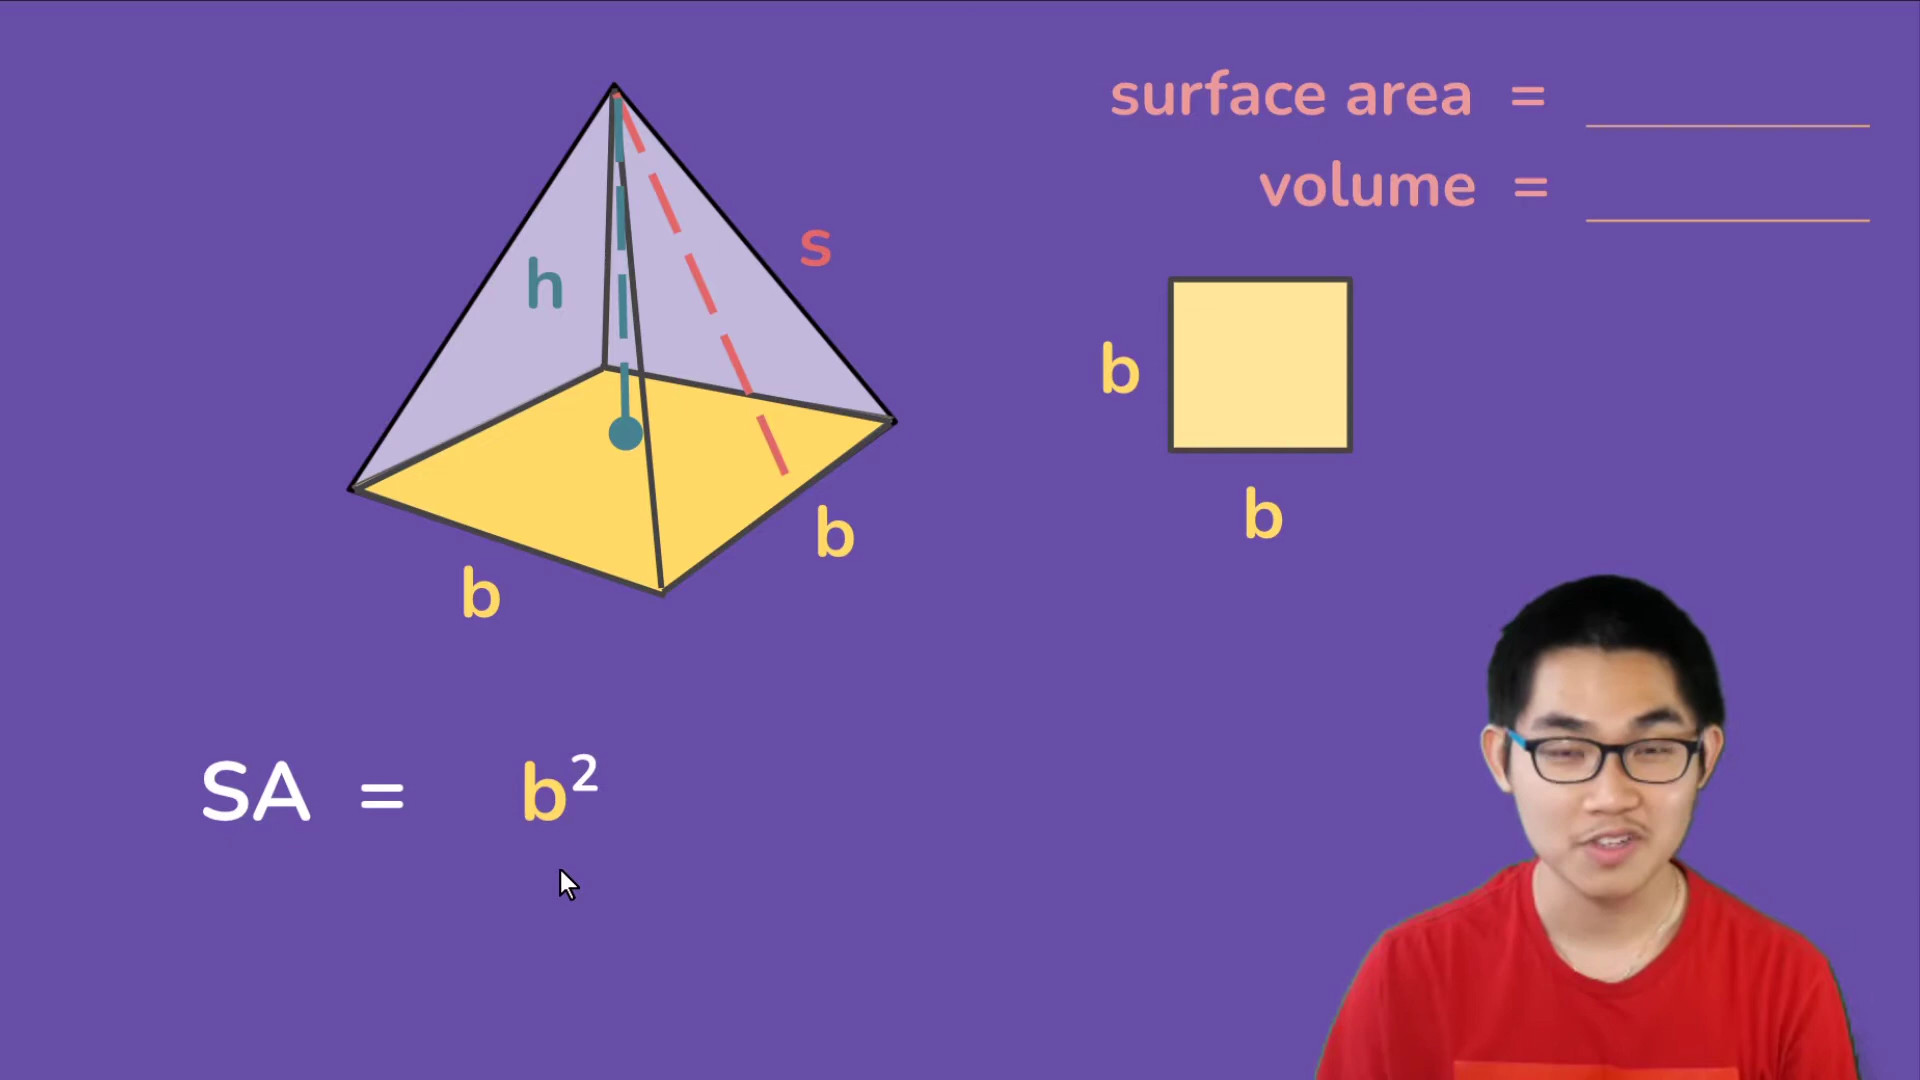 surface area =
volume =
s
h
b
b
b
b
SA = b²